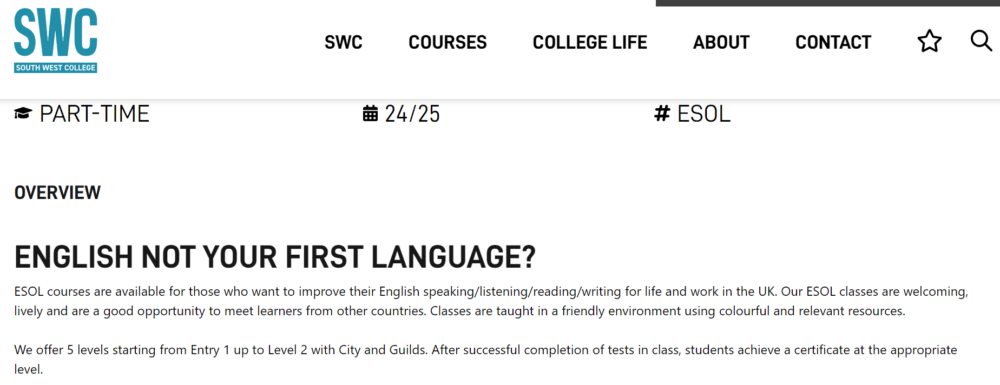 SWC
SOUTH WEST COLLEGE
SWC COURSES COLLEGE LIFE ABOUT CONTACT
PART-TIME 24/25 # ESOL
OVERVIEW
ENGLISH NOT YOUR FIRST LANGUAGE?
ESOL courses are available for those who want to improve their English speaking/listening/reading/writing for life and work in the UK. Our ESOL classes are welcoming,
lively and are a good opportunity to meet learners from other countries. Classes are taught in a friendly environment using colourful and relevant resources.
We offer 5 levels starting from Entry 1 up to Level 2 with City and Guilds. After successful completion of tests in class, students achieve a certificate at the appropriate
level.